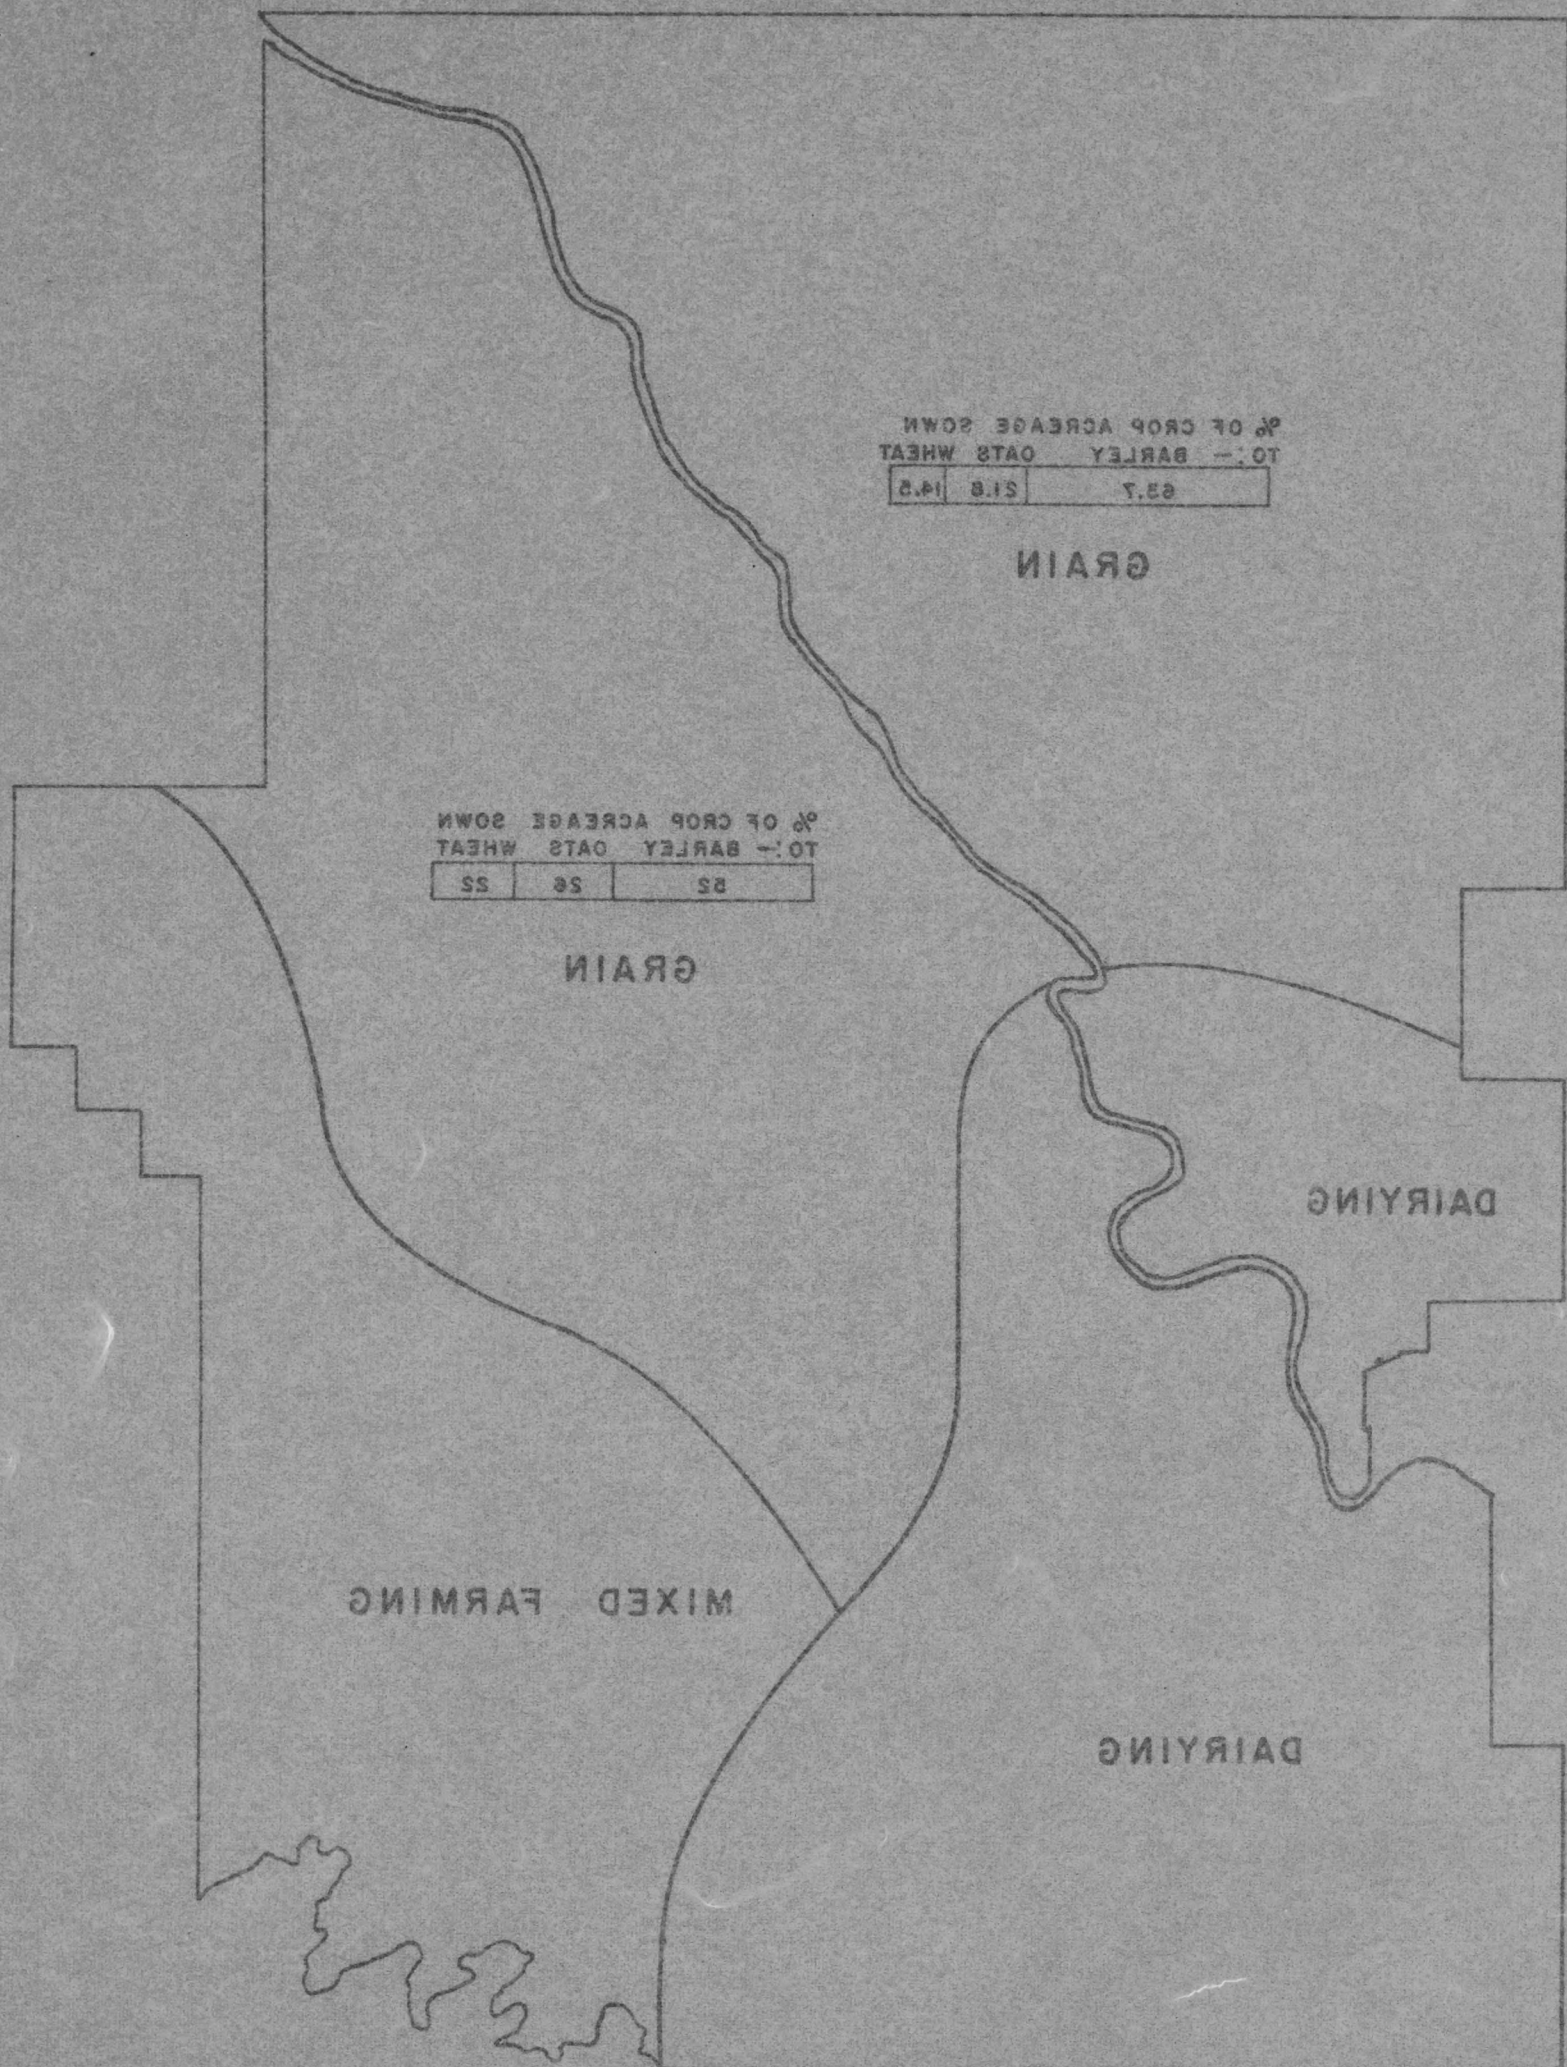 % OF CROP ACREAGE SOWN
TO:- BARLEY OATS WHEAT
63.7 21.8 14.5
GRAIN
% OF CROP ACREAGE SOWN
TO:- BARLEY OATS WHEAT
52 26 22
GRAIN
DAIRYING
MIXED FARMING
DAIRYING